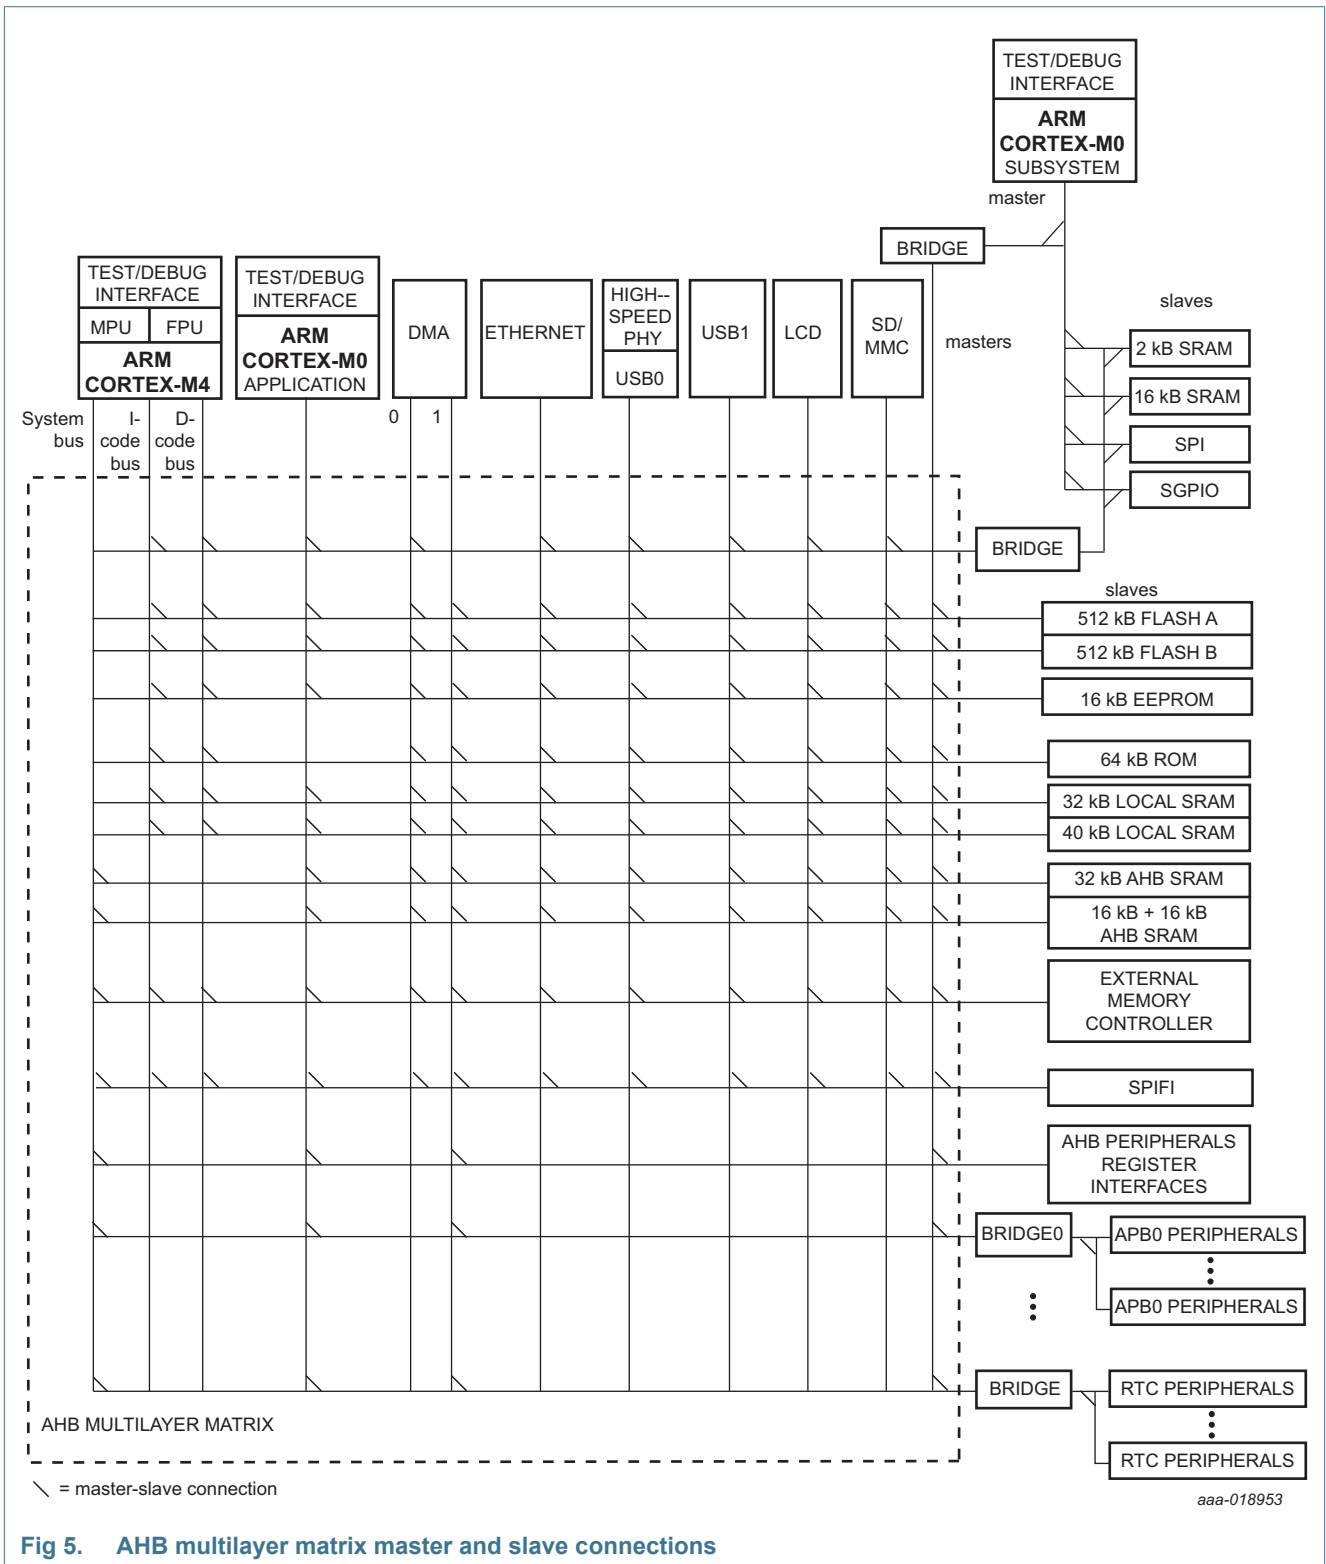 TEST/DEBUG
INTERFACE
ARM
CORTEX-M0
SUBSYSTEM
master
BRIDGE
slaves
2 kB SRAM
16 kB SRAM
SPI
SGPIO
TEST/DEBUG
INTERFACE
MPU
FPU
ARM
CORTEX-M4
TEST/DEBUG
INTERFACE
ARM
CORTEX-M0
APPLICATION
DMA
ETHERNET
HIGH--
SPEED
PHY
USB0
USB1
LCD
SD/
MMC
masters
System
bus
I-
code
bus
D-
code
bus
0
1
BRIDGE
slaves
512 kB FLASH A
512 kB FLASH B
16 kB EEPROM
64 kB ROM
32 kB LOCAL SRAM
40 kB LOCAL SRAM
32 kB AHB SRAM
16 kB + 16 kB
AHB SRAM
EXTERNAL
MEMORY
CONTROLLER
SPIFI
AHB PERIPHERALS
REGISTER
INTERFACES
BRIDGE0
APB0 PERIPHERALS
APB0 PERIPHERALS
BRIDGE
RTC PERIPHERALS
RTC PERIPHERALS
AHB MULTILAYER MATRIX
= master-slave connection
aaa-018953
Fig 5. AHB multilayer matrix master and slave connections